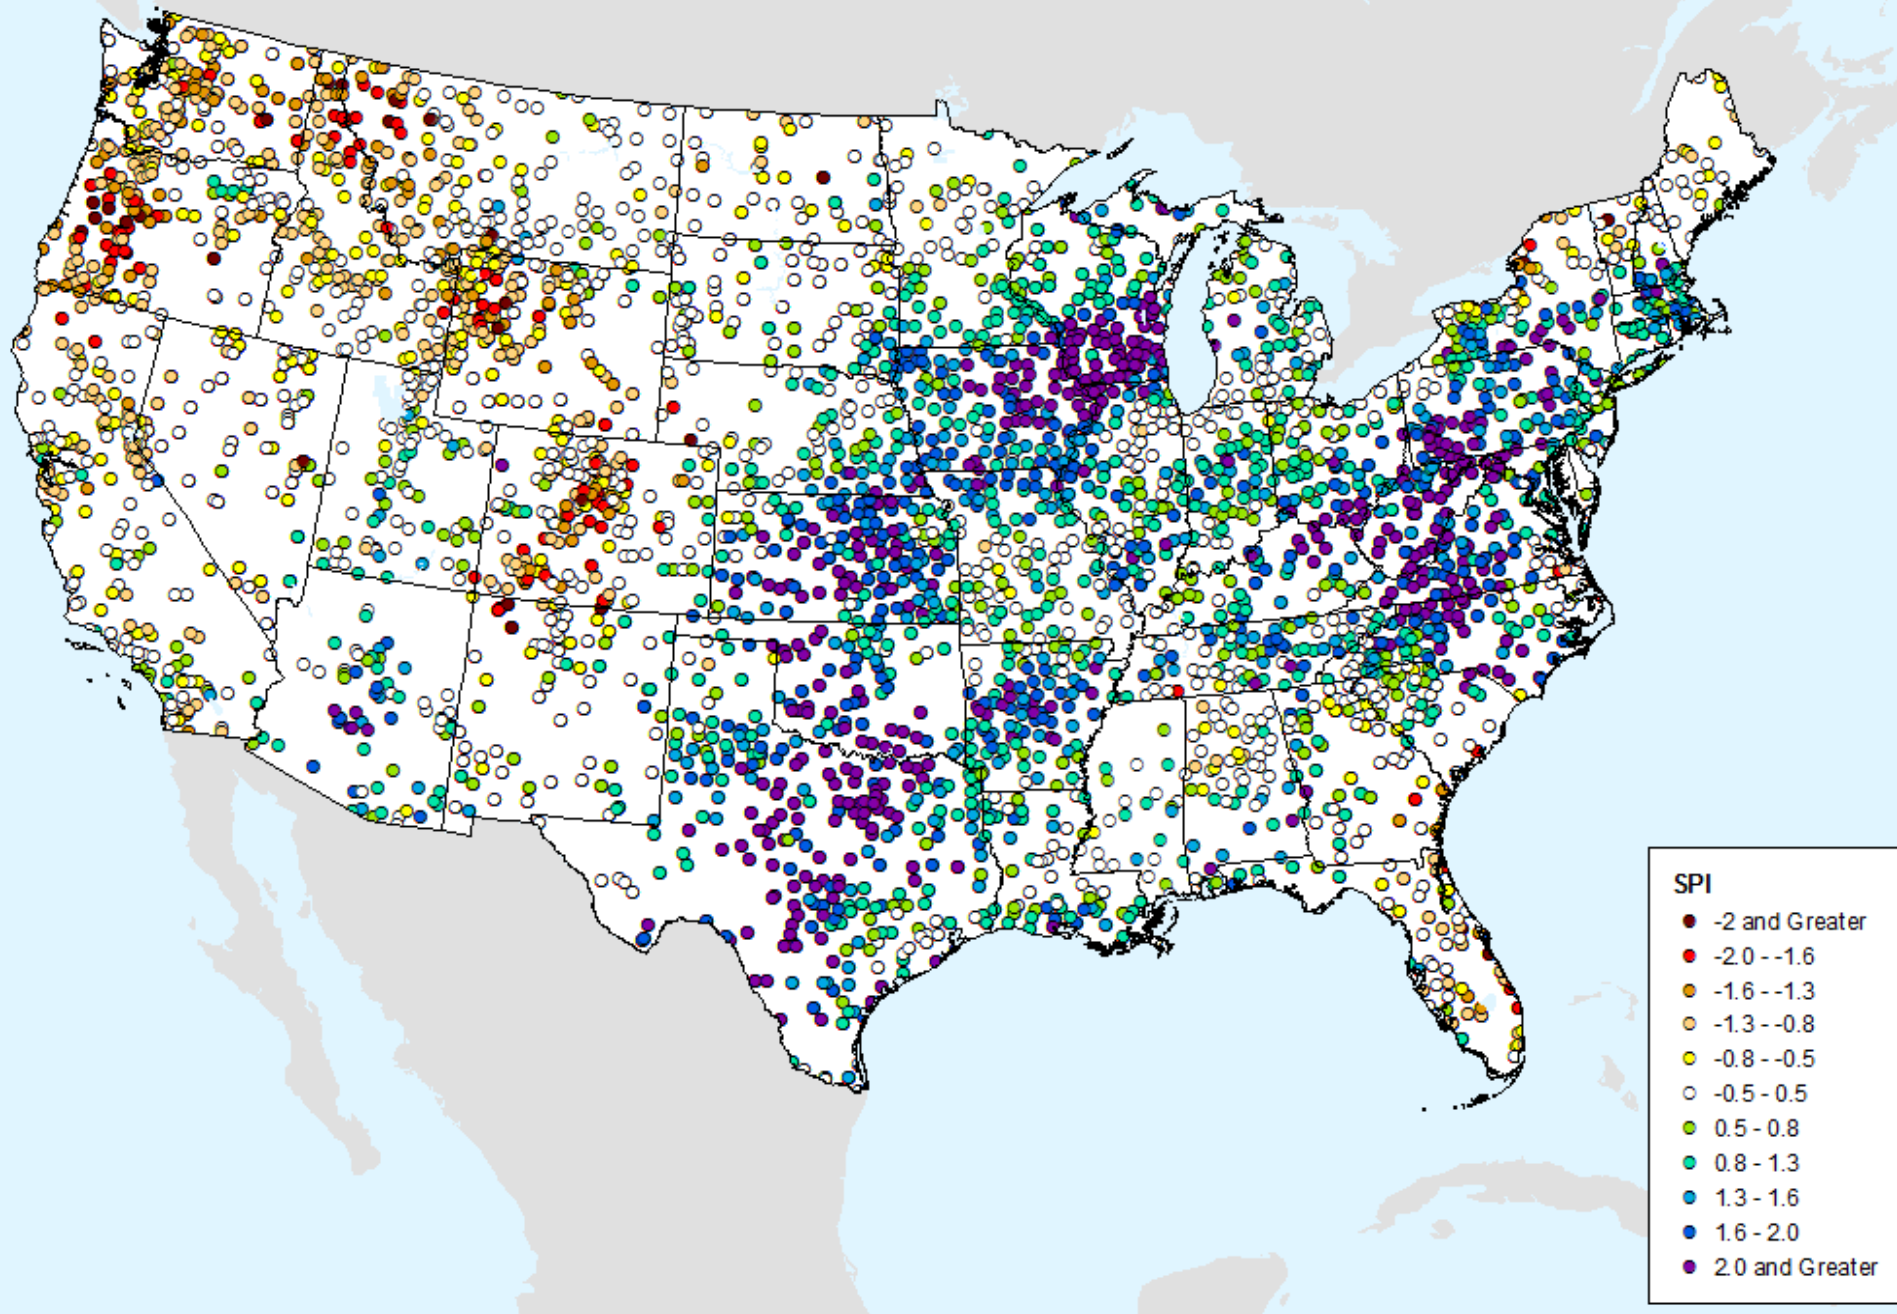 SPI
-2 and Greater
-2.0 - -1.6
-1.6 - -1.3
-1.3 - -0.8
-0.8 - -0.5
-0.5 - 0.5
0.5 - 0.8
0.8 - 1.3
1.3 - 1.6
1.6 - 2.0
2.0 and Greater